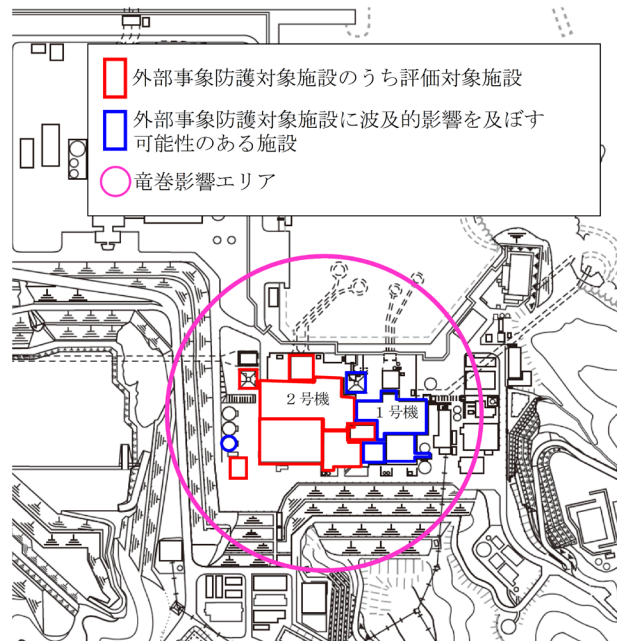 外部事象防護対象施設のうち評価対象施設
外部事象防護対象施設に波及的影響を及ぼす
可能性のある施設
竜巻影響エリア
２号機
１号機